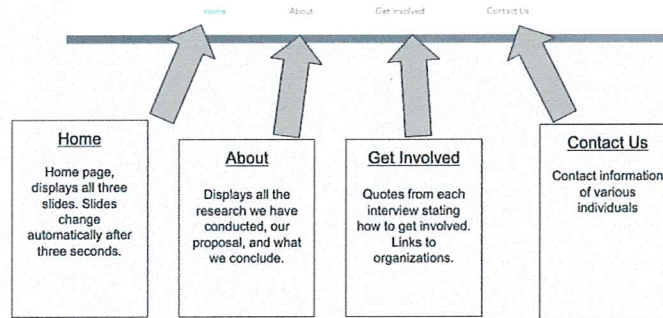 Home About Get Involved Contact Us
Home
Home page,
displays all three
slides. Slides
change
automatically after
three seconds.
About
Displays all the
research we have
conducted, our
proposal, and what
we conclude.
Get Involved
Quotes from each
interview stating
how to get involved.
Links to
organizations.
Contact Us
Contact information
of various
individuals